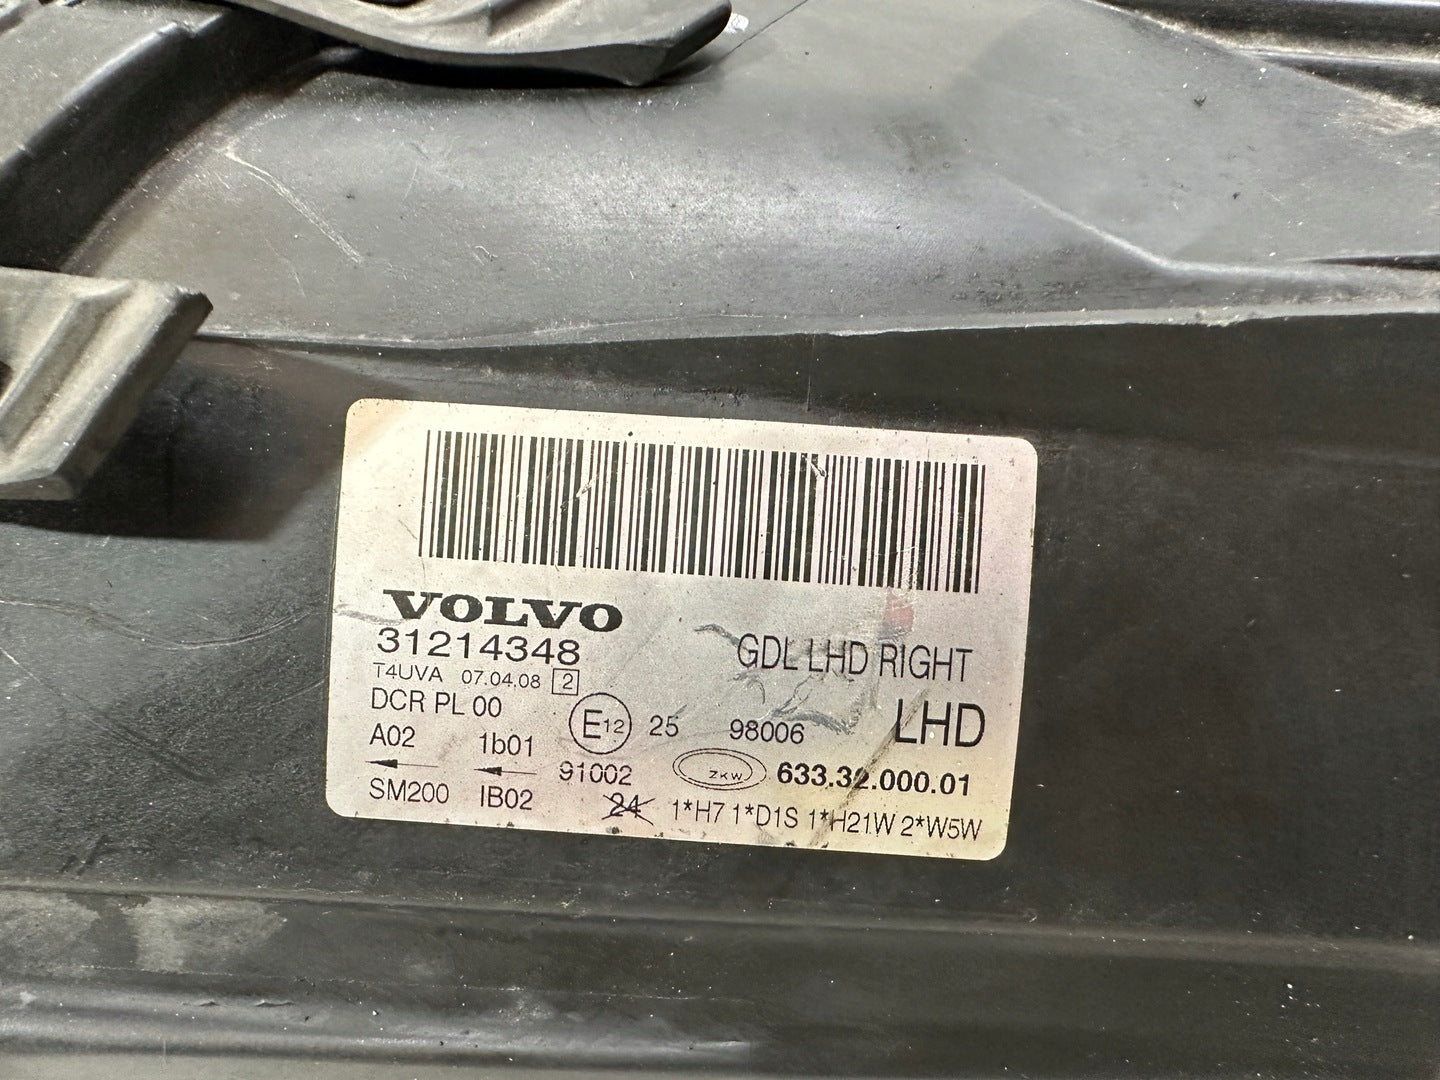 VOLVO
31214348 GDL LHD RIGHT
T4UVA 07.04.08 2
DCR PL 00 E12 25 98006 LHD
A02 1b01 91002 ZKW 633.32.000.01
SM200 IB02 24 1*H7 1*D1S 1*H21W 2*W5W